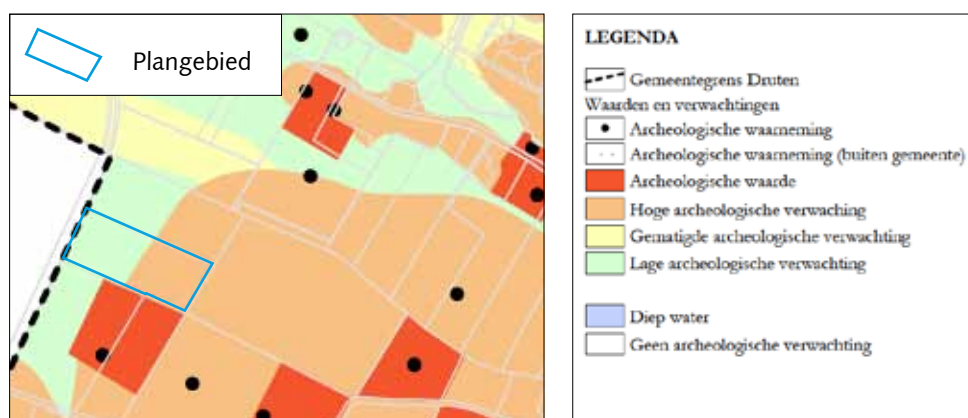 Plangebied
LEGENDA
Gemeentegrens Druten
Waarden en verwachtingen
Archeologische waarneming
Archeologische waarneming (buiten gemeente)
Archeologische waarde
Hoge archeologische verwaching
Gematigde archeologische verwachting
Lage archeologische verwachting
Diep water
Geen archeologische verwachting